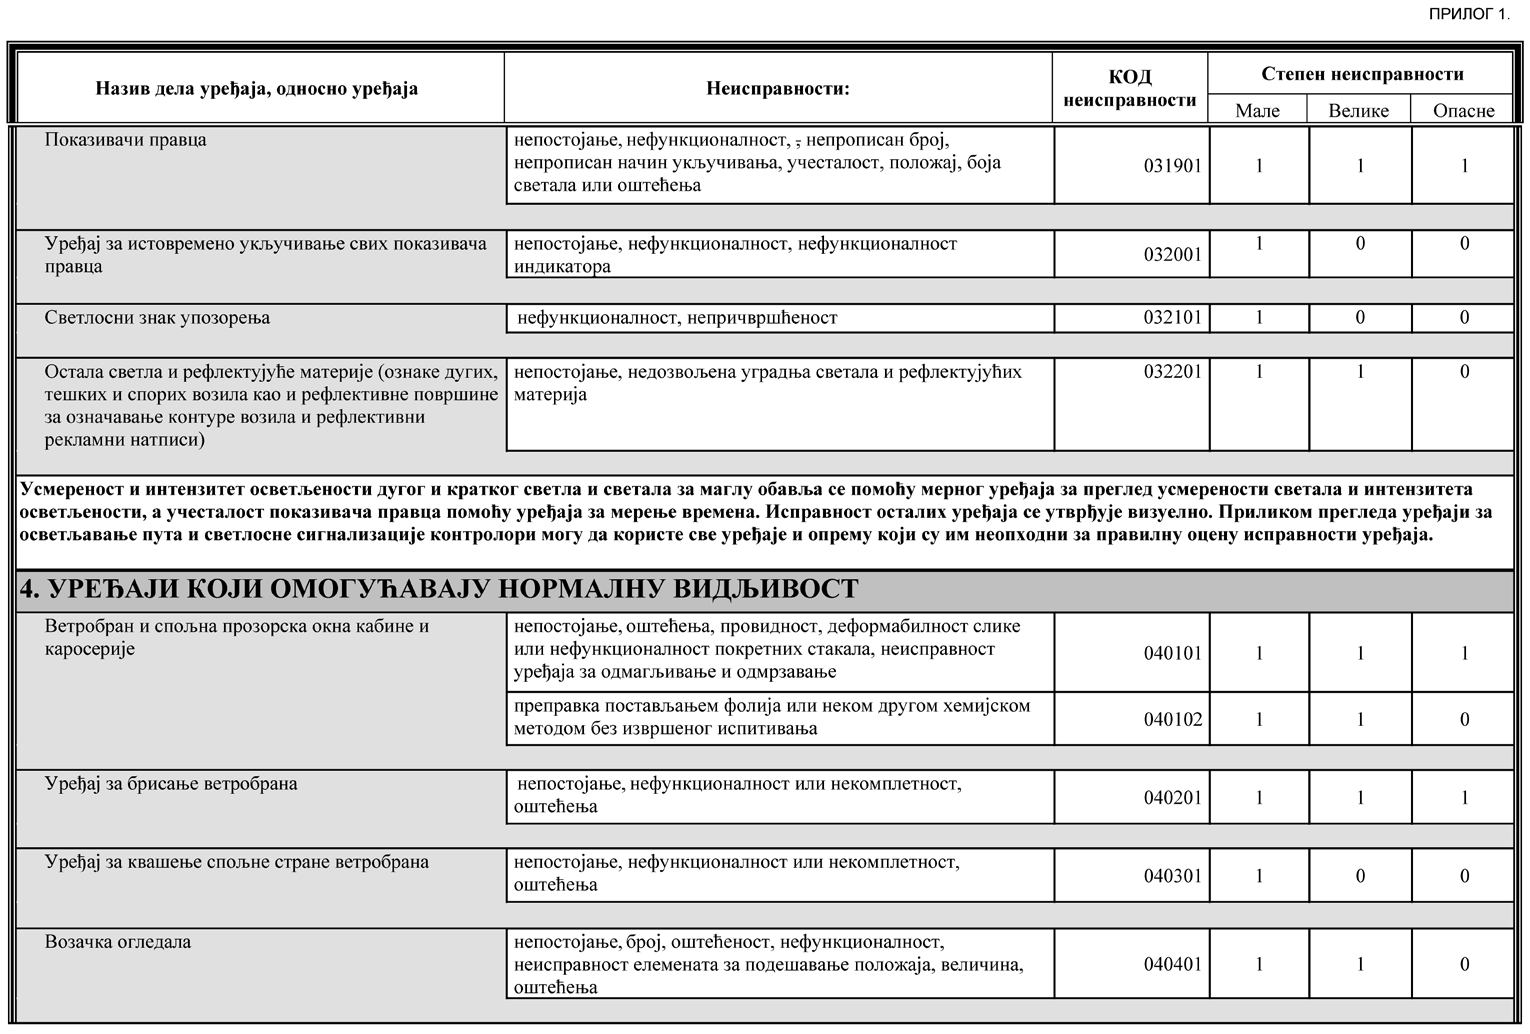 ПРИЛОГ 1.
Назив дела уређаја, односно уређаја
Неисправности:
КОД
неисправности
Степен неисправности
Мале
Велике
Опасне
Показивачи правца
непостојање, нефункционалност, , непрописан број,
непрописан начин укључивања, учесталост, положај, боја
светала или оштећења
031901
1
1
1
Уређај за истовремено укључивање свих показивача
правца
непостојање, нефункционалност, нефункционалност
индикатора
032001
1
0
0
Светлосни знак упозорења
нефункционалност, непричвршћеност
032101
1
0
0
Остала светла и рефлектујуће материје (ознаке дугих,
тешких и спорих возила као и рефлективне површине
за означавање контуре возила и рефлективни
рекламни натписи)
непостојање, недозвољена уградња светала и рефлектујућих
материја
032201
1
1
0
Усмереност и интензитет осветљености дугог и кратког светла и светала за маглу обавља се помоћу мерног уређаја за преглед усмерености светала и интензитета
осветљености, а учесталост показивача правца помоћу уређаја за мерење времена. Исправност осталих уређаја се утврђује визуелно. Приликом прегледа уређаји за
осветљавање пута и светлосне сигнализације контролори могу да користе све уређаје и опрему који су им неопходни за правилну оцену исправности уређаја.
4. УРЕЂАЈИ КОЈИ ОМОГУЋАВАЈУ НОРМАЛНУ ВИДЉИВОСТ
Ветробран и спољна прозорска окна кабине и
каросерије
непостојање, оштећења, провидност, деформабилност слике
или нефункционалност покретних стакала, неисправност
уређаја за одмагљивање и одмрзавање
040101
1
1
1
преправка постављањем фолија или неком другом хемијском
методом без извршеног испитивања
040102
1
1
0
Уређај за брисање ветробрана
непостојање, нефункционалност или некомплетност,
оштећења
040201
1
1
1
Уређај за квашење спољне стране ветробрана
непостојање, нефункционалност или некомплетност,
оштећења
040301
1
0
0
Возачка огледала
непостојање, број, оштећеност, нефункционалност,
неисправност елемената за подешавање положаја, величина,
оштећења
040401
1
1
0